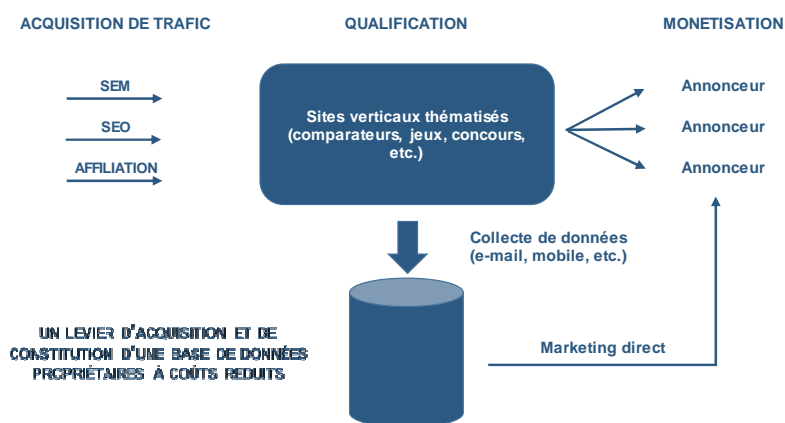 ACQUISITION DE TRAFIC
QUALIFICATION
MONETISATION
SEM
SEO
AFFILIATION
Sites verticaux thématisés
(comparateurs, jeux, concours,
etc.)
Annonceur
Annonceur
Annonceur
Collecte de données
(e-mail, mobile, etc.)
UN LEVIER D'ACQUISITION ET DE
CONSTITUTION D'UNE BASE DE DONNÉES
PROPRIÉTAIRES À COÛTS REDUITS
Marketing direct